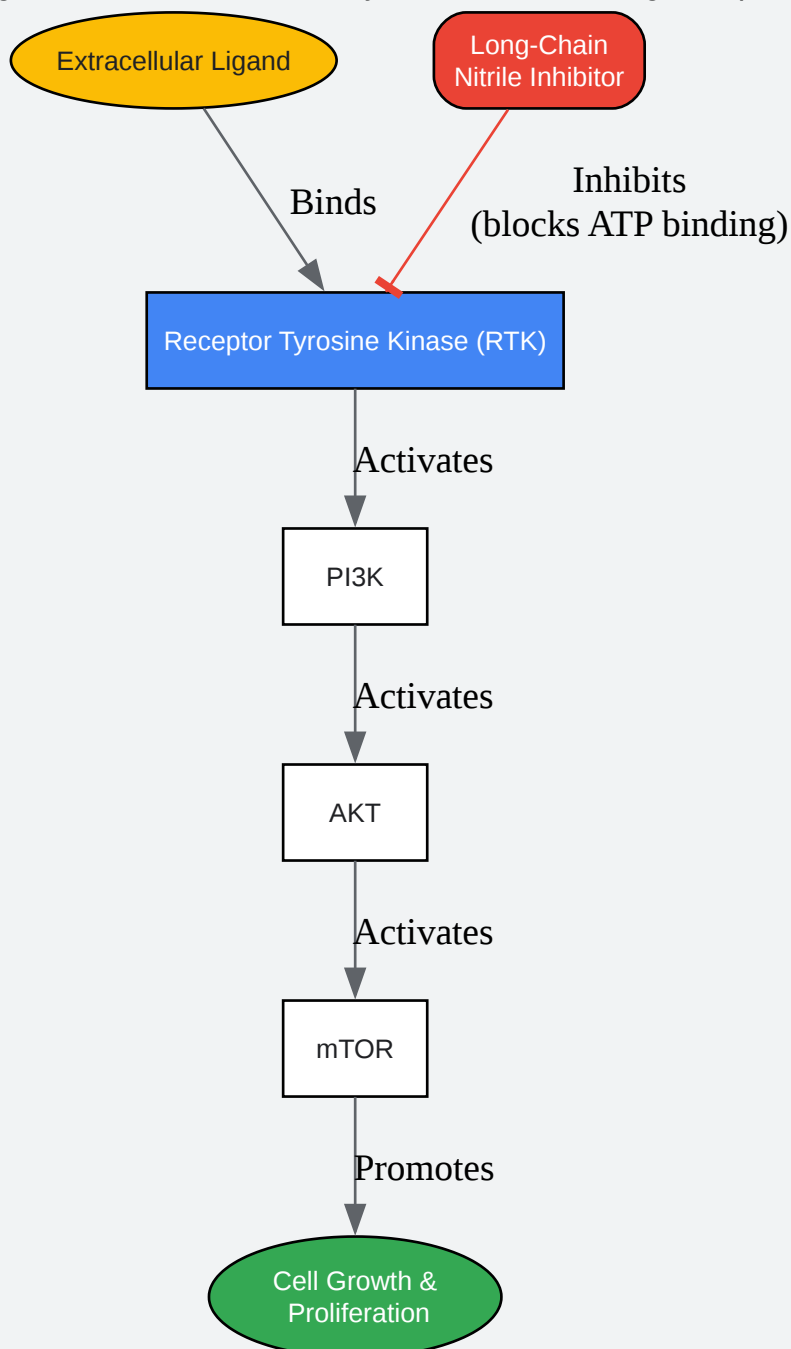 Extracellular Ligand
Long-Chain
Nitrile Inhibitor
Binds
Inhibits
(blocks ATP binding)
Receptor Tyrosine Kinase (RTK)
Activates
PI3K
Activates
AKT
Activates
mTOR
Promotes
Cell Growth &
Proliferation